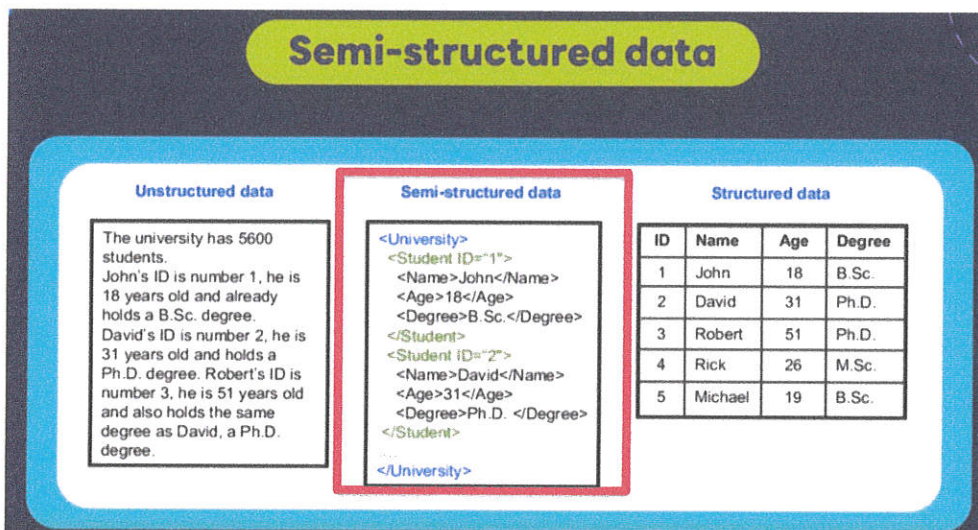 Semi-structured data
Unstructured data
The university has 5600
students.
John's ID is number 1, he is
18 years old and already
holds a B.Sc. degree.
David's ID is number 2, he is
31 years old and holds a
Ph.D. degree. Robert's ID is
number 3, he is 51 years old
and also holds the same
degree as David, a Ph.D.
degree.
Semi-structured data
<University>
<Student ID="1">
<Name>John</Name>
<Age>18</Age>
<Degree>B.Sc.</Degree>
</Student>
<Student ID="2">
<Name>David</Name>
<Age>31</Age>
<Degree>Ph.D. </Degree>
</Student>
....
</University>
Structured data
ID Name Age Degree
1 John 18 B.Sc.
2 David 31 Ph.D.
3 Robert 51 Ph.D.
4 Rick 26 M.Sc.
5 Michael 19 B.Sc.